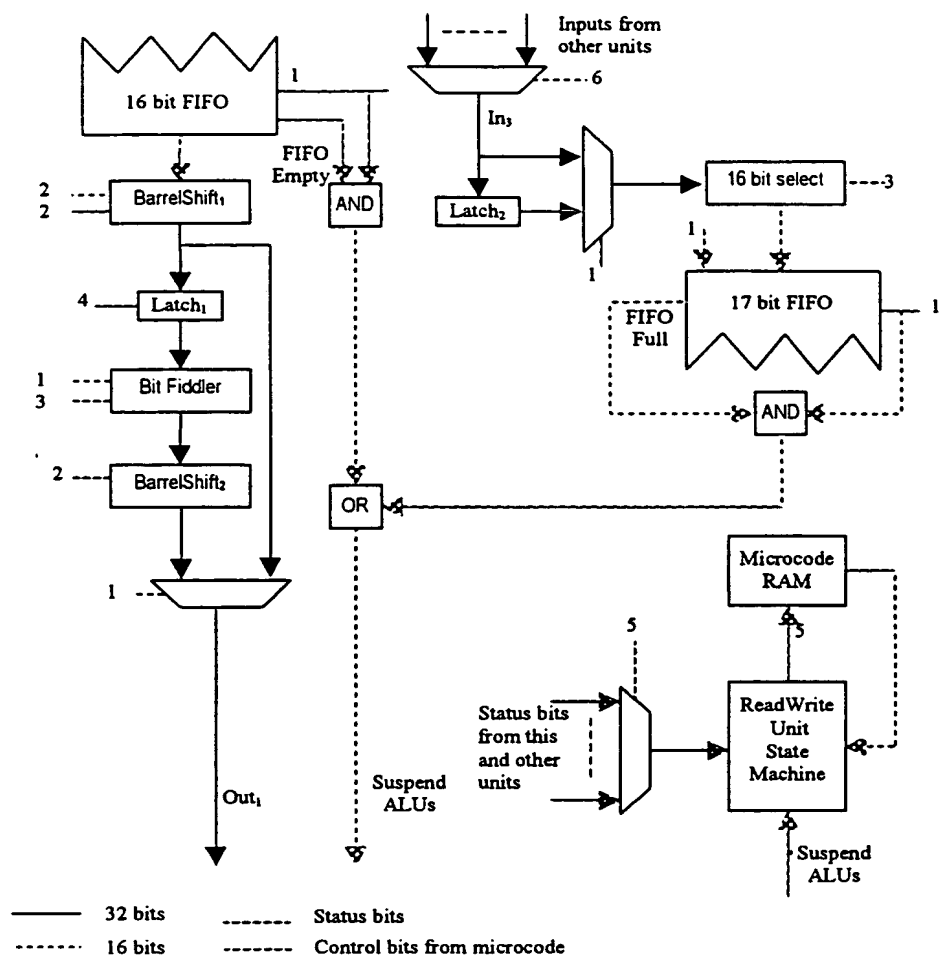 Inputs from
other units
16 bit FIFO
1
6
In₃
FIFO
Empty
AND
2
2
BarrelShift₁
Latch₂
16 bit select
3
1
1
4
Latch₁
17 bit FIFO
1
FIFO
Full
1
3
Bit Fiddler
AND
2
BarrelShift₂
OR
1
Microcode
RAM
5
5
Status bits
from this
and other
units
ReadWrite
Unit
State
Machine
Out₁
Suspend
ALUs
Suspend
ALUs
32 bits
Status bits
16 bits
Control bits from microcode